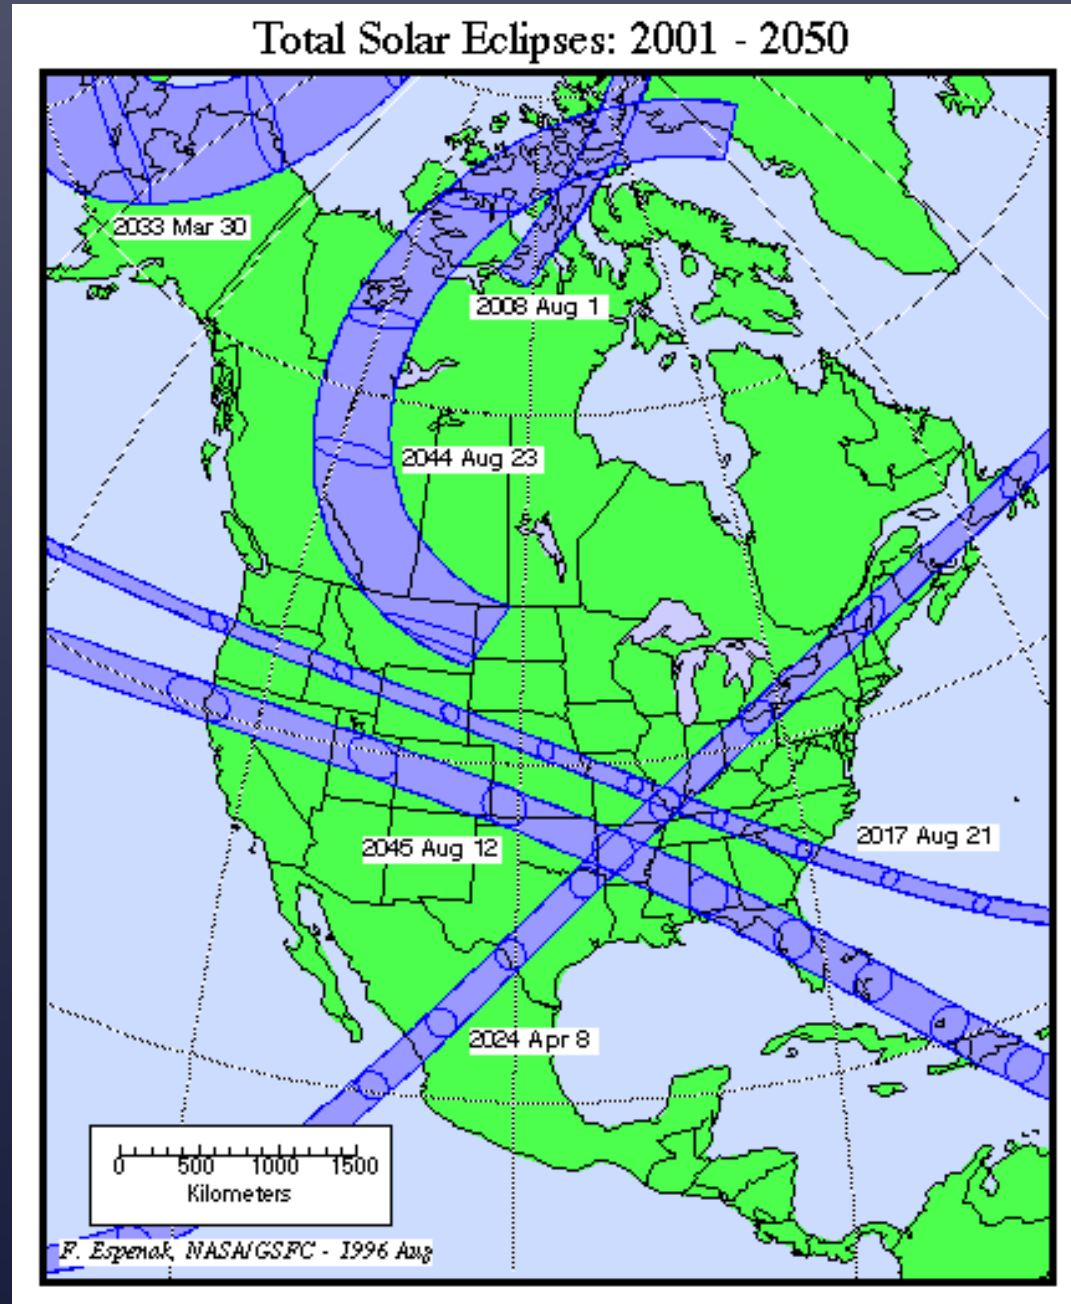 Total Solar Eclipses: 2001 - 2050
2033 Mar 30
2008 Aug 1
2044 Aug 23
2017 Aug 21
2045 Aug 12
2024 Apr 8
0 500 1000 1500
Kilometers
F. Espenak, NASA/GSFC - 1996 Aug